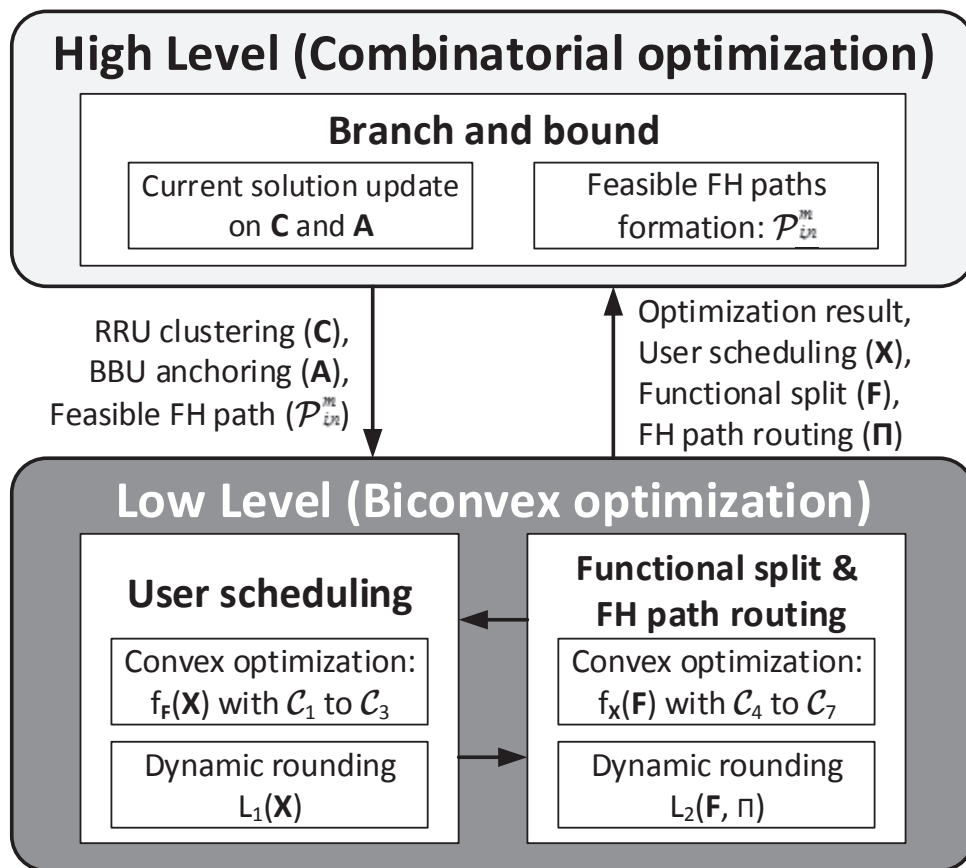 High Level (Combinatorial optimization)
Branch and bound
Current solution update
on C and A
Feasible FH paths
formation: 𝒫ᵐᵢₙ
RRU clustering (C),
BBU anchoring (A),
Feasible FH path (𝒫ᵐᵢₙ)
Optimization result,
User scheduling (X),
Functional split (F),
FH path routing (Π)
Low Level (Biconvex optimization)
User scheduling
Convex optimization:
f_F(X) with 𝒞₁ to 𝒞₃
Dynamic rounding
L₁(X)
Functional split &
FH path routing
Convex optimization:
f_X(F) with 𝒞₄ to 𝒞₇
Dynamic rounding
L₂(F, Π)